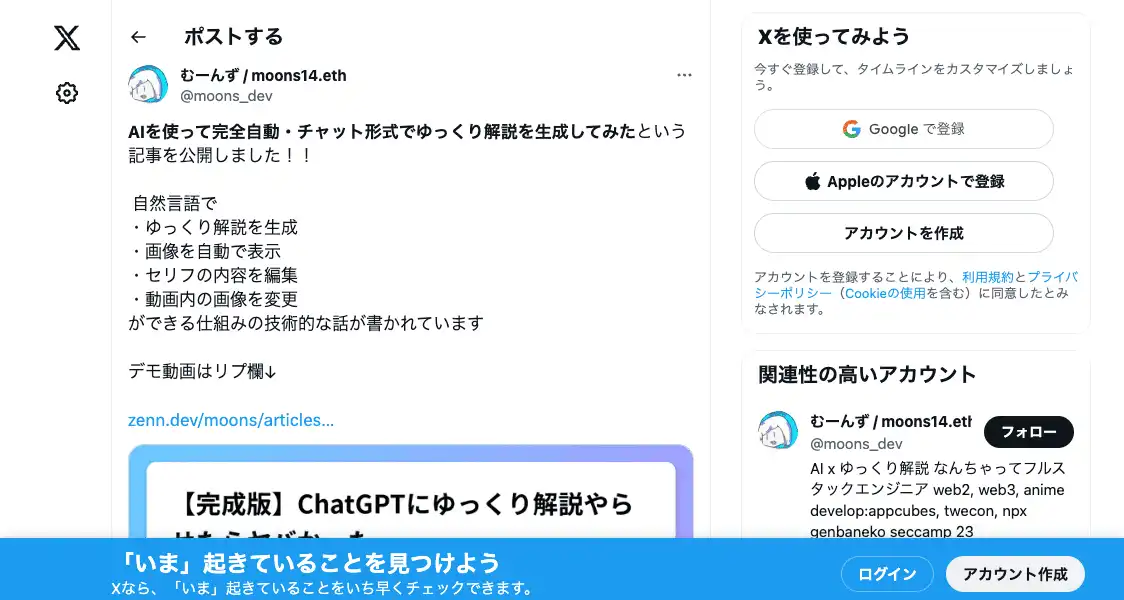 ポストする
むーんず / moons14.eth
@moons_dev
AIを使って完全自動・チャット形式でゆっくり解説を生成してみたという
記事を公開しました！！
自然言語で
・ゆっくり解説を生成
・画像を自動で表示
・セリフの内容を編集
・動画内の画像を変更
ができる仕組みの技術的な話が書かれています
デモ動画はリプ欄↓
zenn.dev/moons/articles…
【完成版】ChatGPTにゆっくり解説やら
Xを使ってみよう
今すぐ登録して、タイムラインをカスタマイズしましょ
う。
Google で登録
Appleのアカウントで登録
アカウントを作成
アカウントを登録することにより、利用規約とプライバ
シーポリシー（Cookieの使用を含む）に同意したとみ
なされます。
関連性の高いアカウント
むーんず / moons14.eth
@moons_dev
フォロー
AI x ゆっくり解説 なんちゃってフルス
タックエンジニア web2, web3, anime
develop:appcubes, twecon, npx
genbaneko seccamp 23
「いま」起きていることを見つけよう
Xなら、「いま」起きていることをいち早くチェックできます。
ログイン
アカウント作成